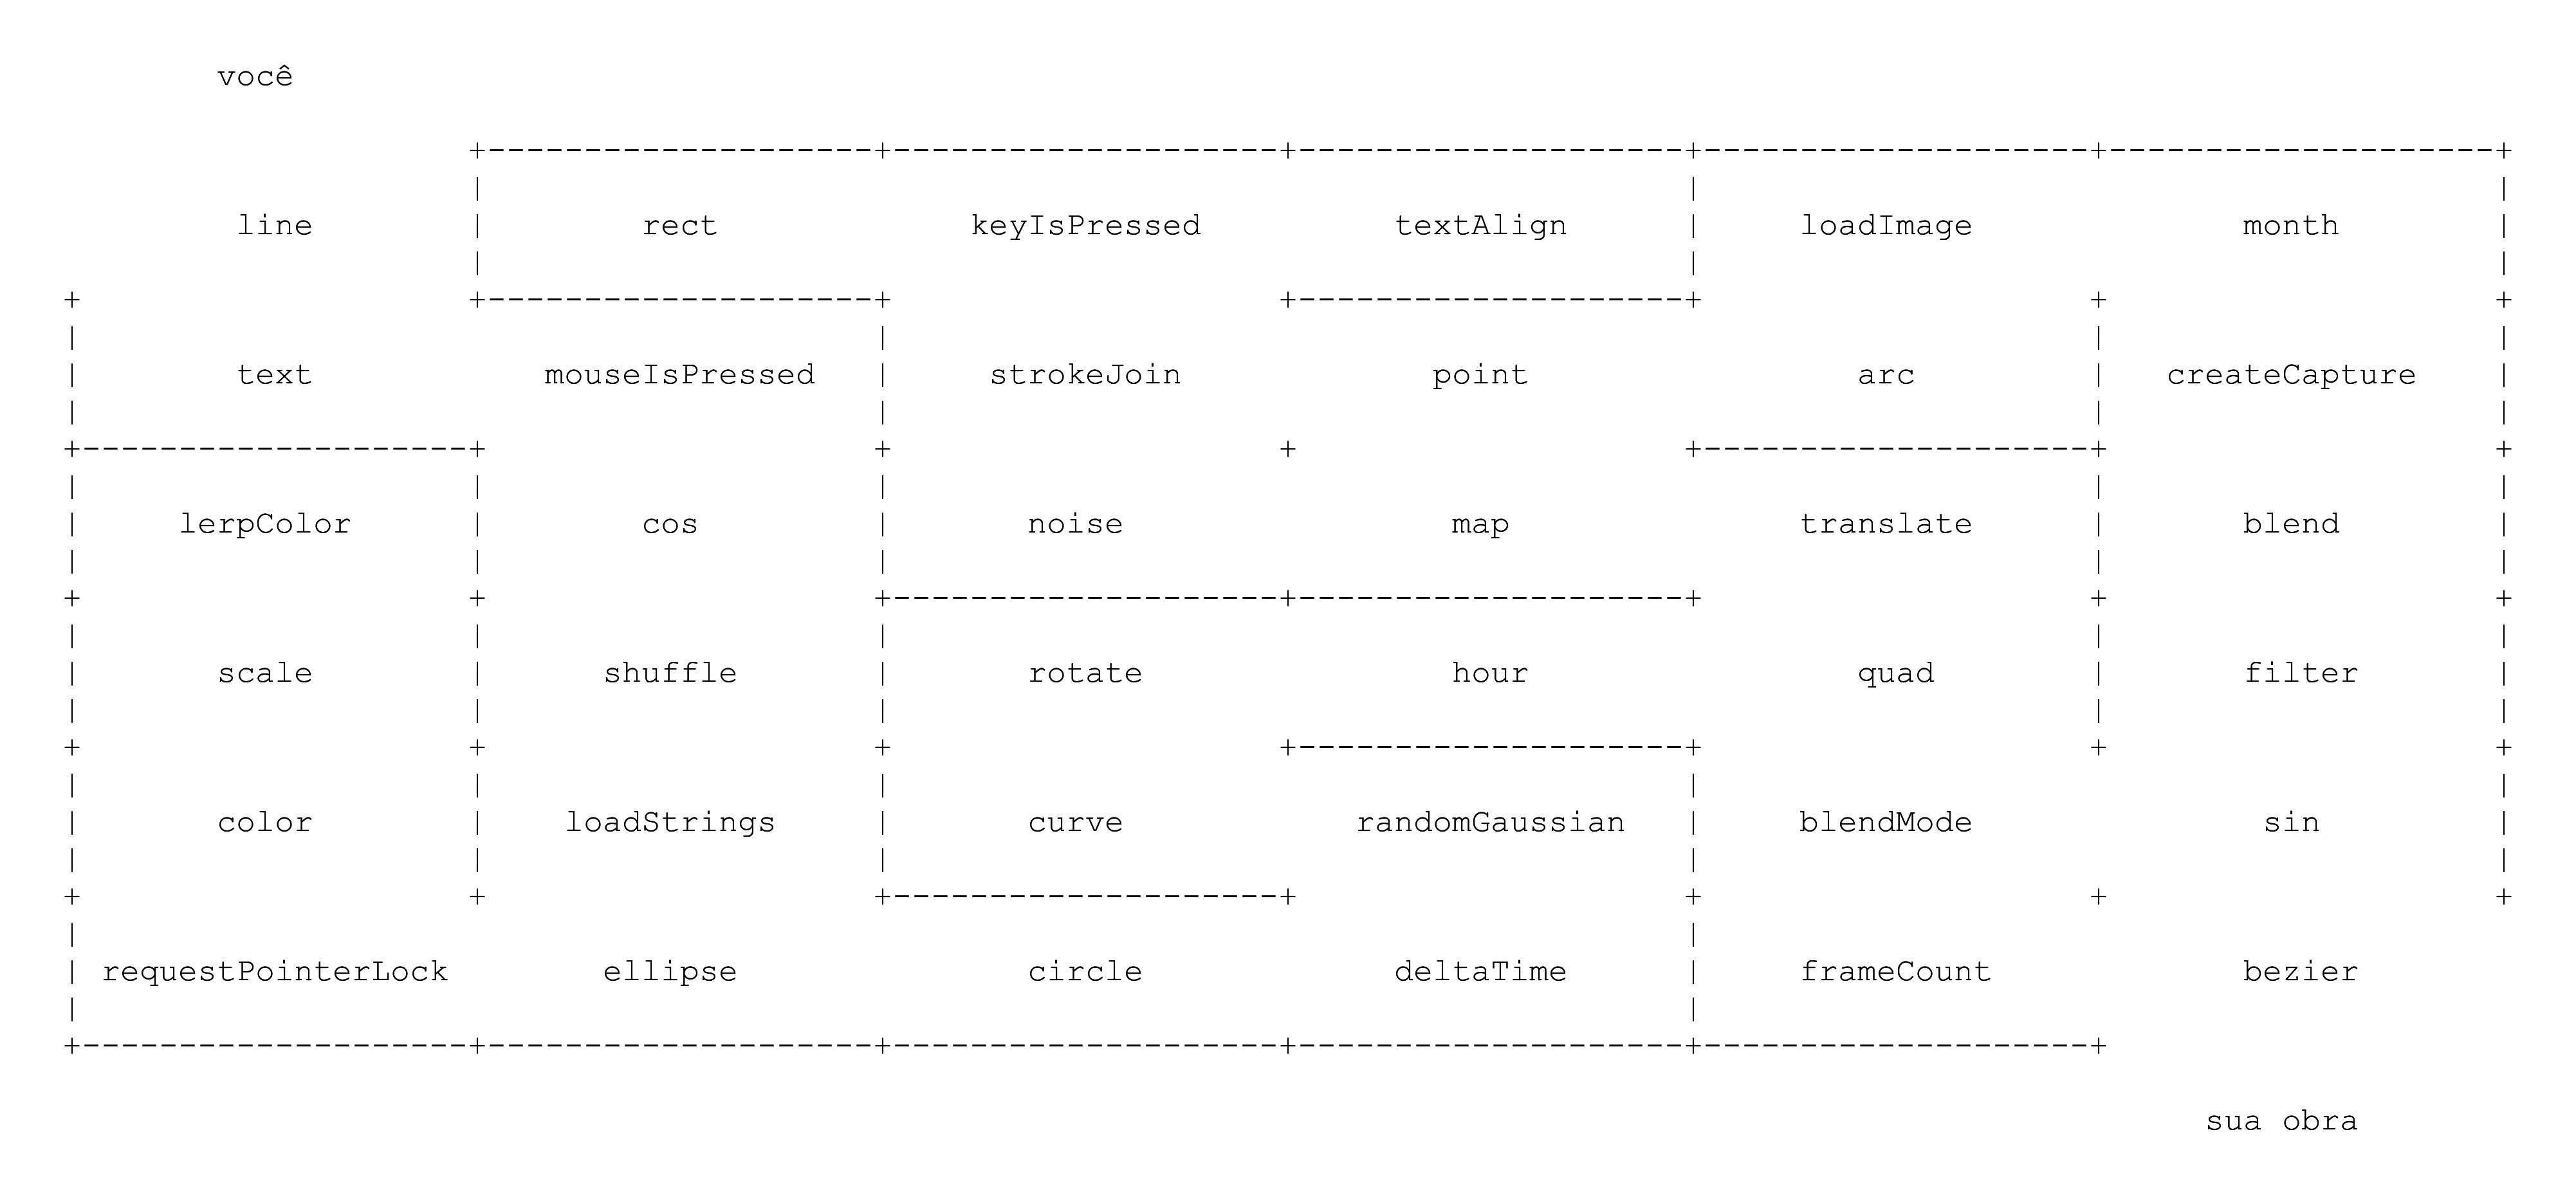 você
line rect keyIsPressed textAlign loadImage month
text mouseIsPressed strokeJoin point arc createCapture
lerpColor cos noise map translate blend
scale shuffle rotate hour quad filter
color loadStrings curve randomGaussian blendMode sin
requestPointerLock ellipse circle deltaTime frameCount bezier
sua obra